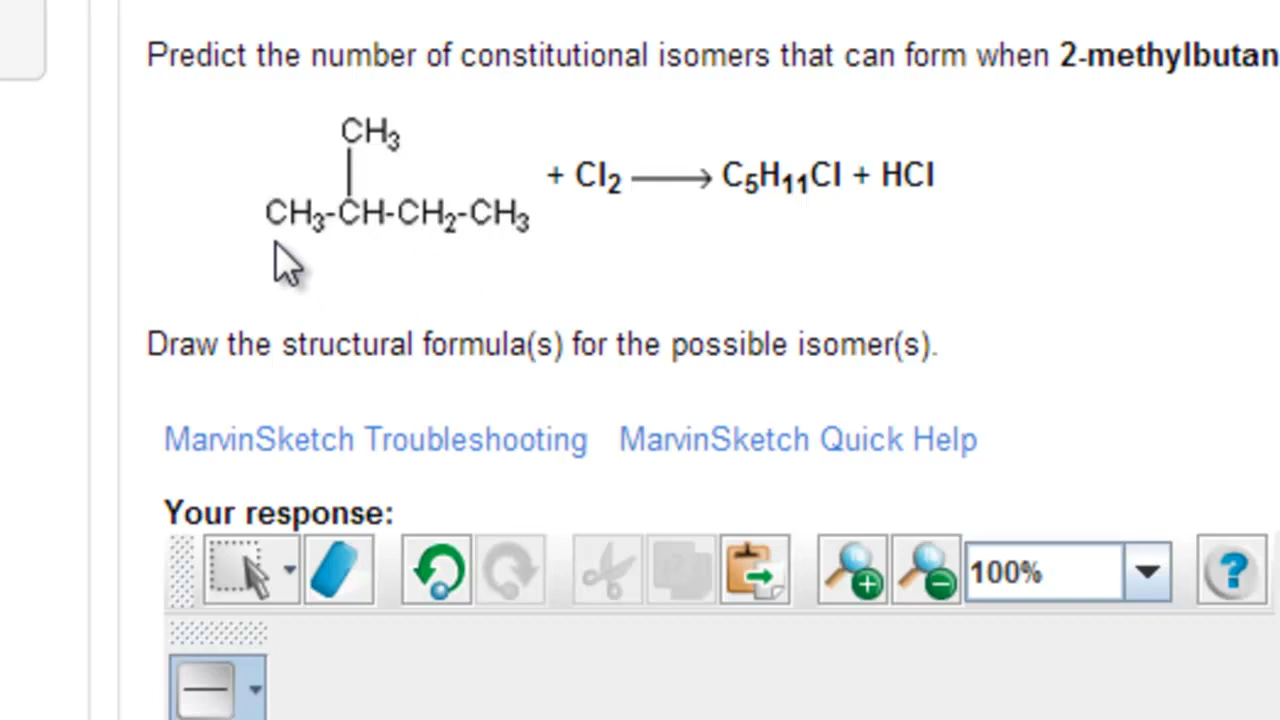 Predict the number of constitutional isomers that can form when 2-methylbutan
CH3
CH3-CH-CH2-CH3 + Cl2 ⟶ C5H11Cl + HCl
Draw the structural formula(s) for the possible isomer(s).
MarvinSketch Troubleshooting MarvinSketch Quick Help
Your response:
100%
?